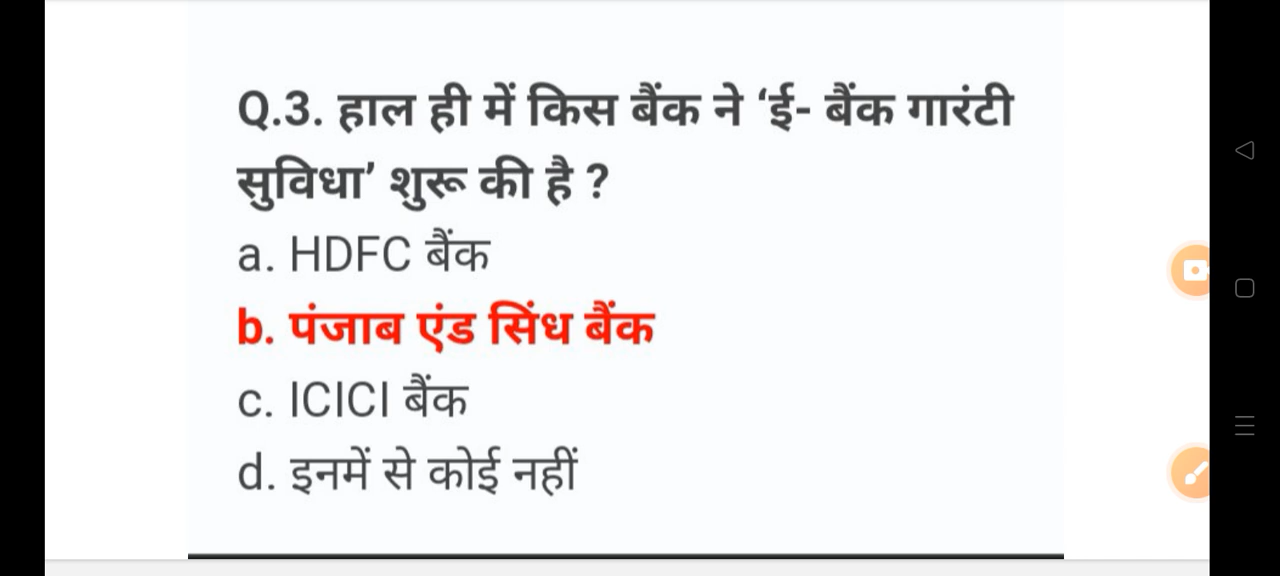 Q.3. हाल ही में किस बैंक ने ‘ई- बैंक गारंटी
सुविधा’ शुरू की है ?
a. HDFC बैंक
b. पंजाब एंड सिंध बैंक
c. ICICI बैंक
d. इनमें से कोई नहीं